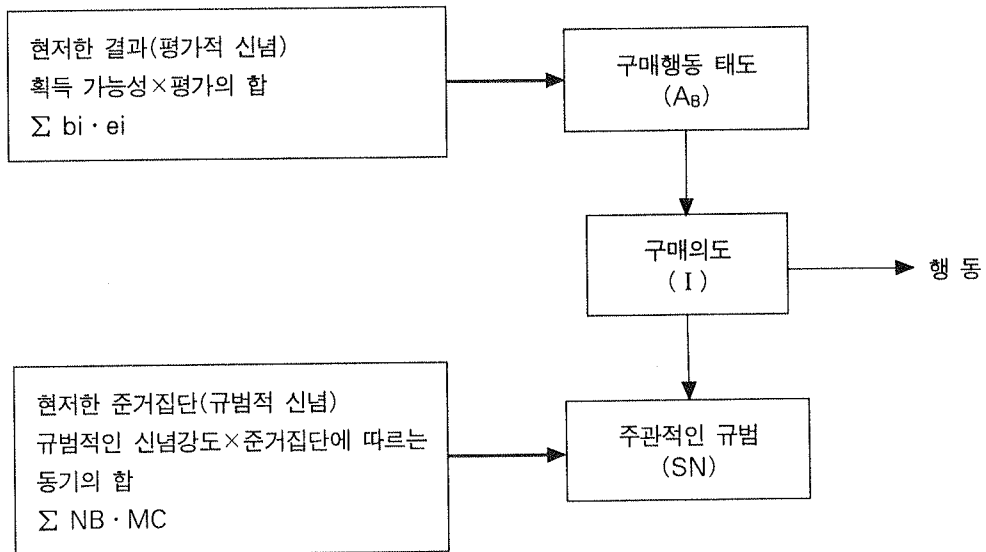 현저한 결과(평가적 신념)
획득 가능성×평가의 합
Σ bi · ei
구매행동 태도
(A_B)
구매의도
( I )
행 동
현저한 준거집단(규범적 신념)
규범적인 신념강도×준거집단에 따르는
동기의 합
Σ NB · MC
주관적인 규범
(SN)